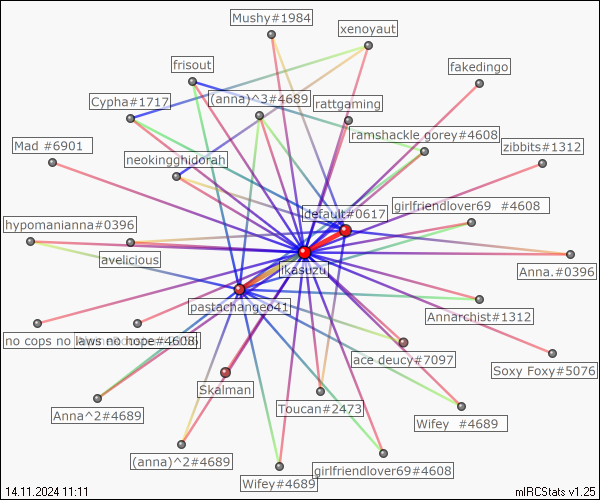 Mushy#1984
xenoyaut
frisout
fakedingo
Cypha#1717
(anna)^3#4689
rattgaming
ramshackle gorey#4608
Mad #6901
zibbits#1312
neokingghidorah
girlfriendlover69 #4608
default#0617
hypomanianna#0396
avelicious
likasuzu
Anna.#0396
pastachangeo41
Annarchist#1312
no cops no laws no hope#4608
ace deucy#7097
Soxy Foxy#5076
Skalman
Anna^2#4689
Toucan#2473
Wifey #4689
(anna)^2#4689
girlfriendlover69#4608
Wifey#4689
14.11.2024 11:11
mIRCStats v1.25